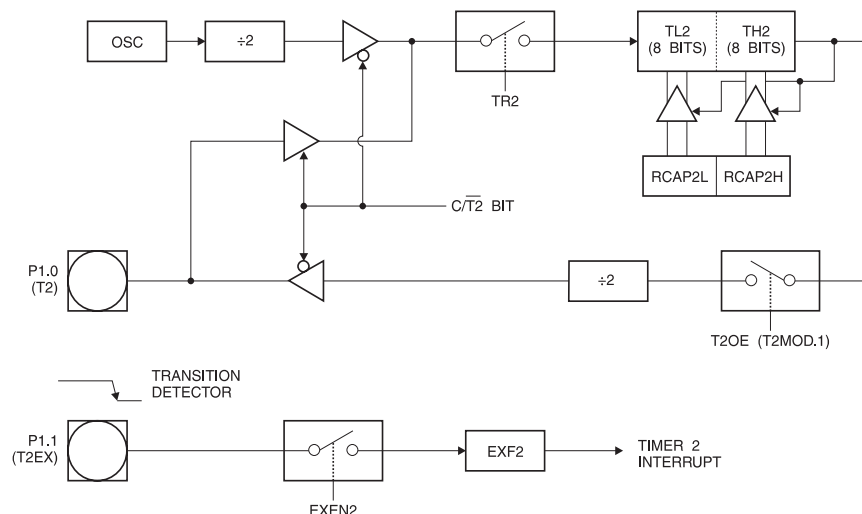 OSC
÷2
TR2
TL2
(8 BITS)
TH2
(8 BITS)
RCAP2L
RCAP2H
C/T2 BIT
P1.0
(T2)
÷2
T2OE (T2MOD.1)
TRANSITION
DETECTOR
P1.1
(T2EX)
EXF2
TIMER 2
INTERRUPT
EXEN2